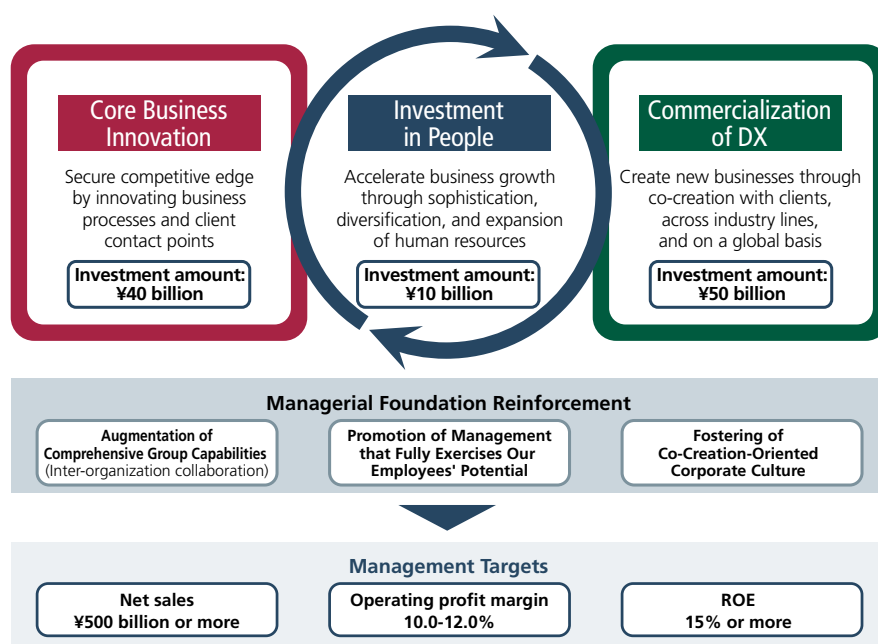 Core Business
Innovation
Secure competitive edge
by innovating business
processes and client
contact points
Investment amount:
¥40 billion
Investment
in People
Accelerate business growth
through sophistication,
diversification, and expansion
of human resources
Investment amount:
¥10 billion
Commercialization
of DX
Create new businesses through
co-creation with clients,
across industry lines,
and on a global basis
Investment amount:
¥50 billion
Managerial Foundation Reinforcement
Augmentation of
Comprehensive Group Capabilities
(Inter-organization collaboration)
Promotion of Management
that Fully Exercises Our
Employees' Potential
Fostering of
Co-Creation-Oriented
Corporate Culture
Management Targets
Net sales
¥500 billion or more
Operating profit margin
10.0-12.0%
ROE
15% or more